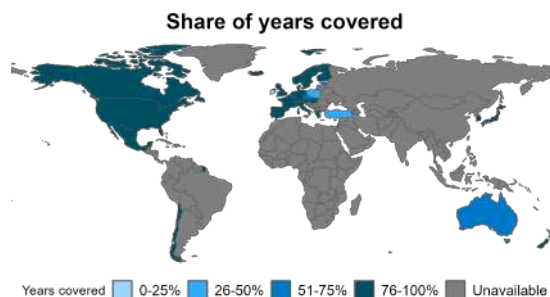 Share of years covered
Years covered 0-25% 26-50% 51-75% 76-100% Unavailable